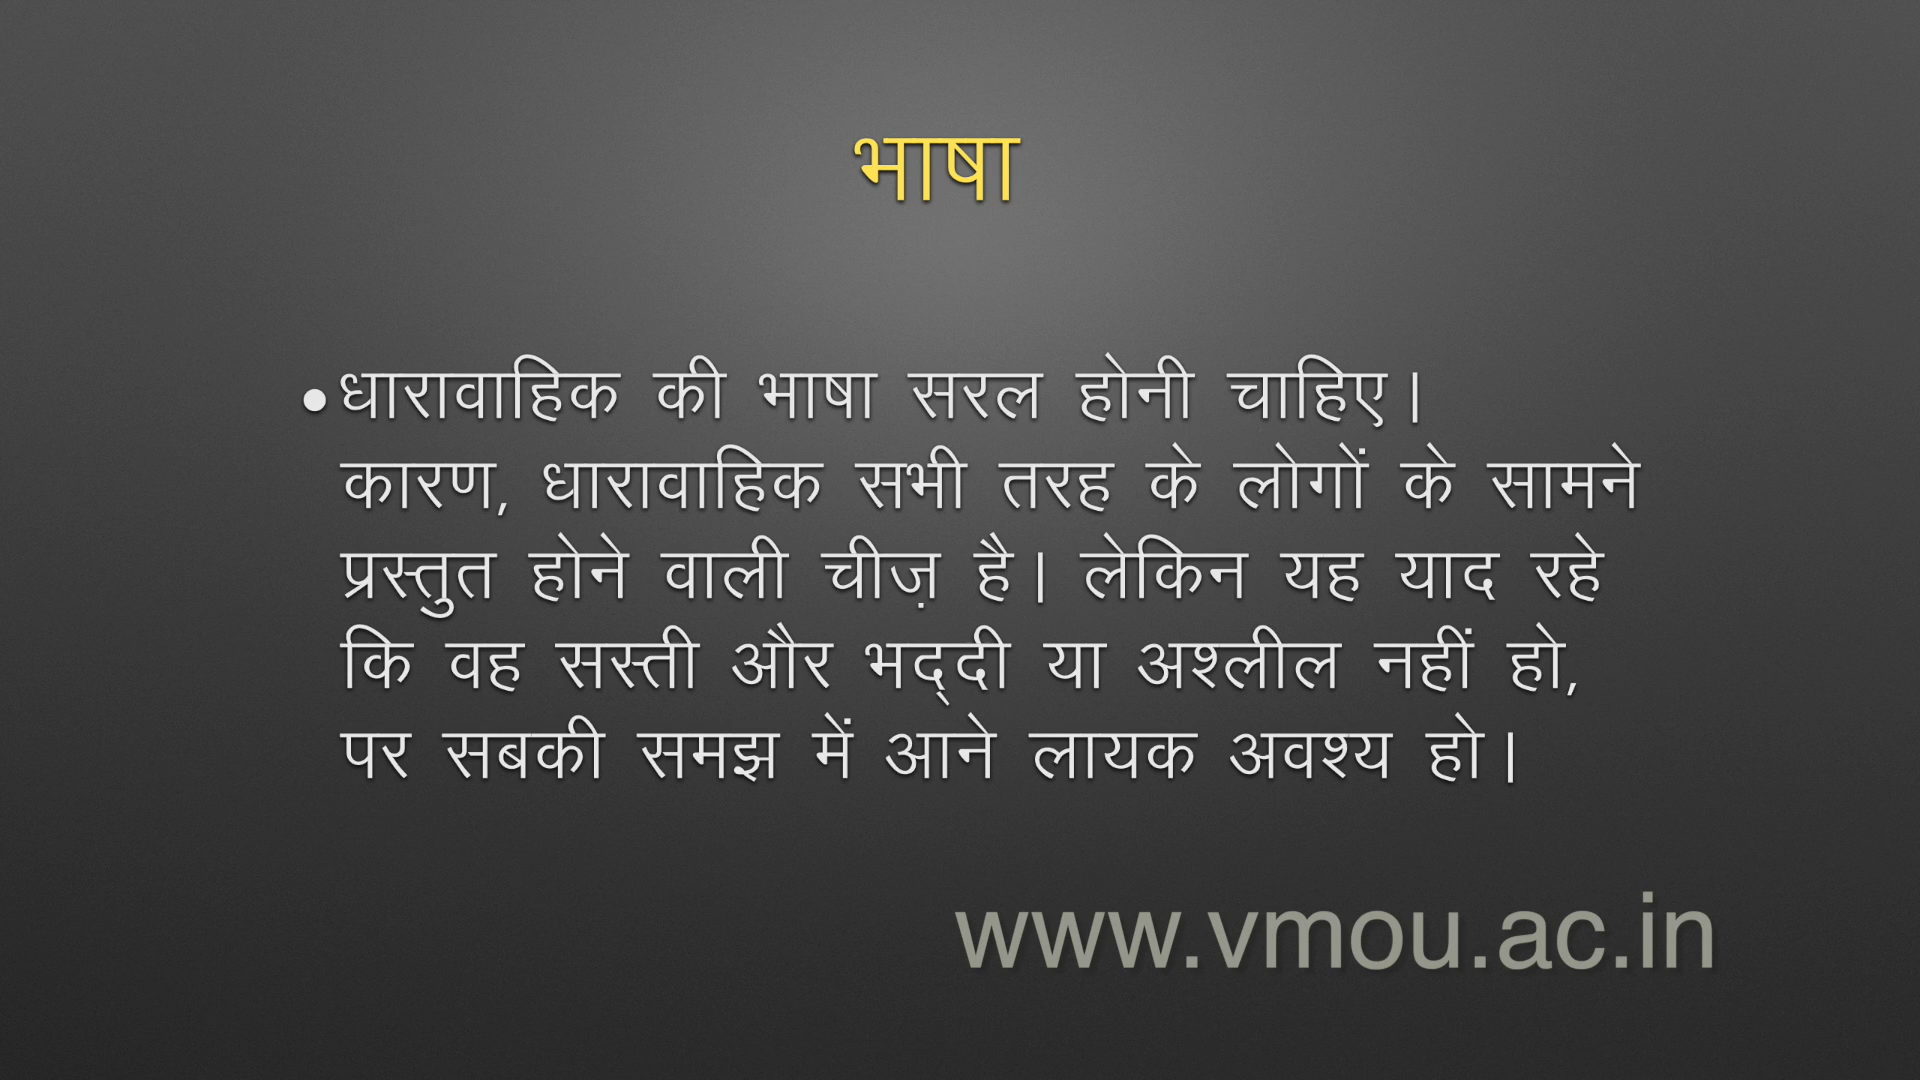 भाषा
•धारावाहिक की भाषा सरल होनी चाहिए।
कारण, धारावाहिक सभी तरह के लोगों के सामने
प्रस्तुत होने वाली चीज़ है। लेकिन यह याद रहे
कि वह सस्ती और भद्‌दी या अश्लील नहीं हो,
पर सबकी समझ में आने लायक अवश्य हो।
www.vmou.ac.in